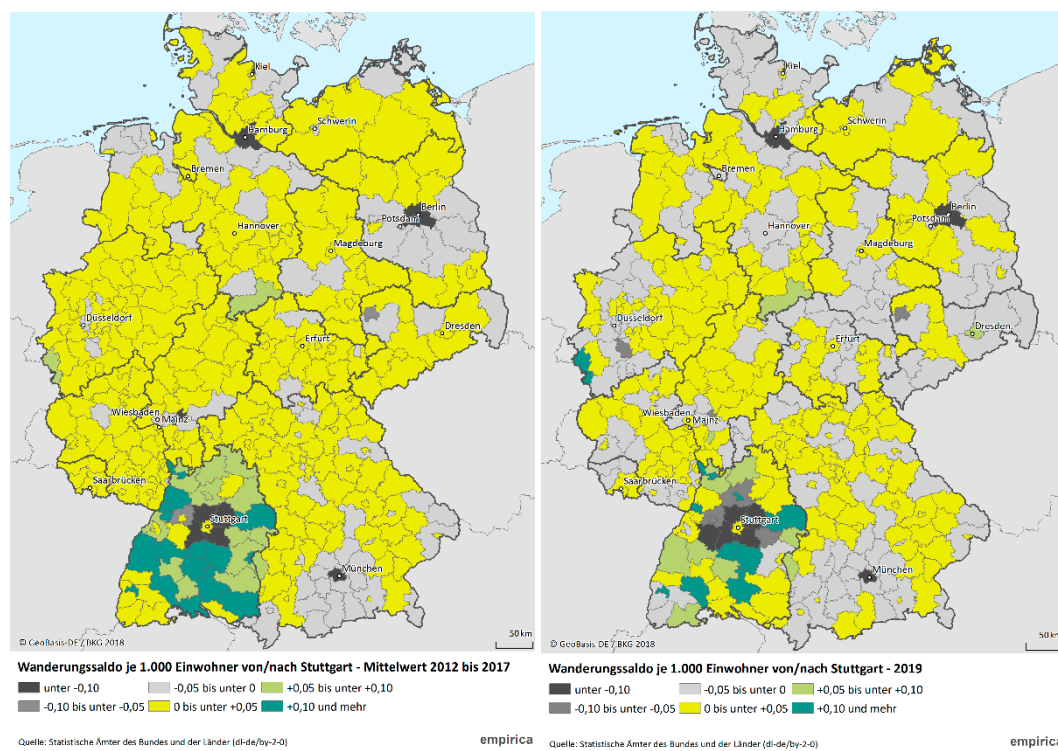 Kiel
Schwerin
Hamburg
Bremen
Berlin
Potsdam
Hannover
Magdeburg
Düsseldorf
Dresden
Erfurt
Wiesbaden
Mainz
Saarbrücken
Stuttgart
München
© GeoBasis-DE / BKG 2018
50 km
Wanderungssaldo je 1.000 Einwohner von/nach Stuttgart - Mittelwert 2012 bis 2017
unter -0,10
-0,05 bis unter 0
+0,05 bis unter +0,10
-0,10 bis unter -0,05
0 bis unter +0,05
+0,10 und mehr
Quelle: Statistische Ämter des Bundes und der Länder (dl-de/by-2-0)
empirica
Kiel
Schwerin
Hamburg
Bremen
Berlin
Potsdam
Hannover
Magdeburg
Düsseldorf
Dresden
Erfurt
Wiesbaden
Mainz
Saarbrücken
Stuttgart
München
© GeoBasis-DE / BKG 2018
50 km
Wanderungssaldo je 1.000 Einwohner von/nach Stuttgart - 2019
unter -0,10
-0,05 bis unter 0
+0,05 bis unter +0,10
-0,10 bis unter -0,05
0 bis unter +0,05
+0,10 und mehr
Quelle: Statistische Ämter des Bundes und der Länder (dl-de/by-2-0)
empirica